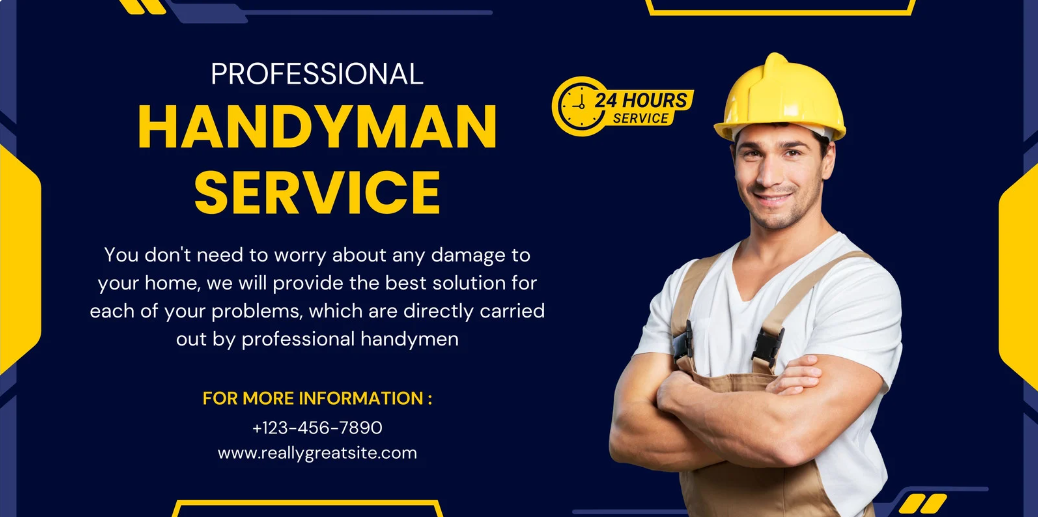 PROFESSIONAL
HANDYMAN
SERVICE
You don't need to worry about any damage to
your home, we will provide the best solution for
each of your problems, which are directly carried
out by professional handymen
FOR MORE INFORMATION :
+123-456-7890
www.reallygreatsite.com
24 HOURS
SERVICE